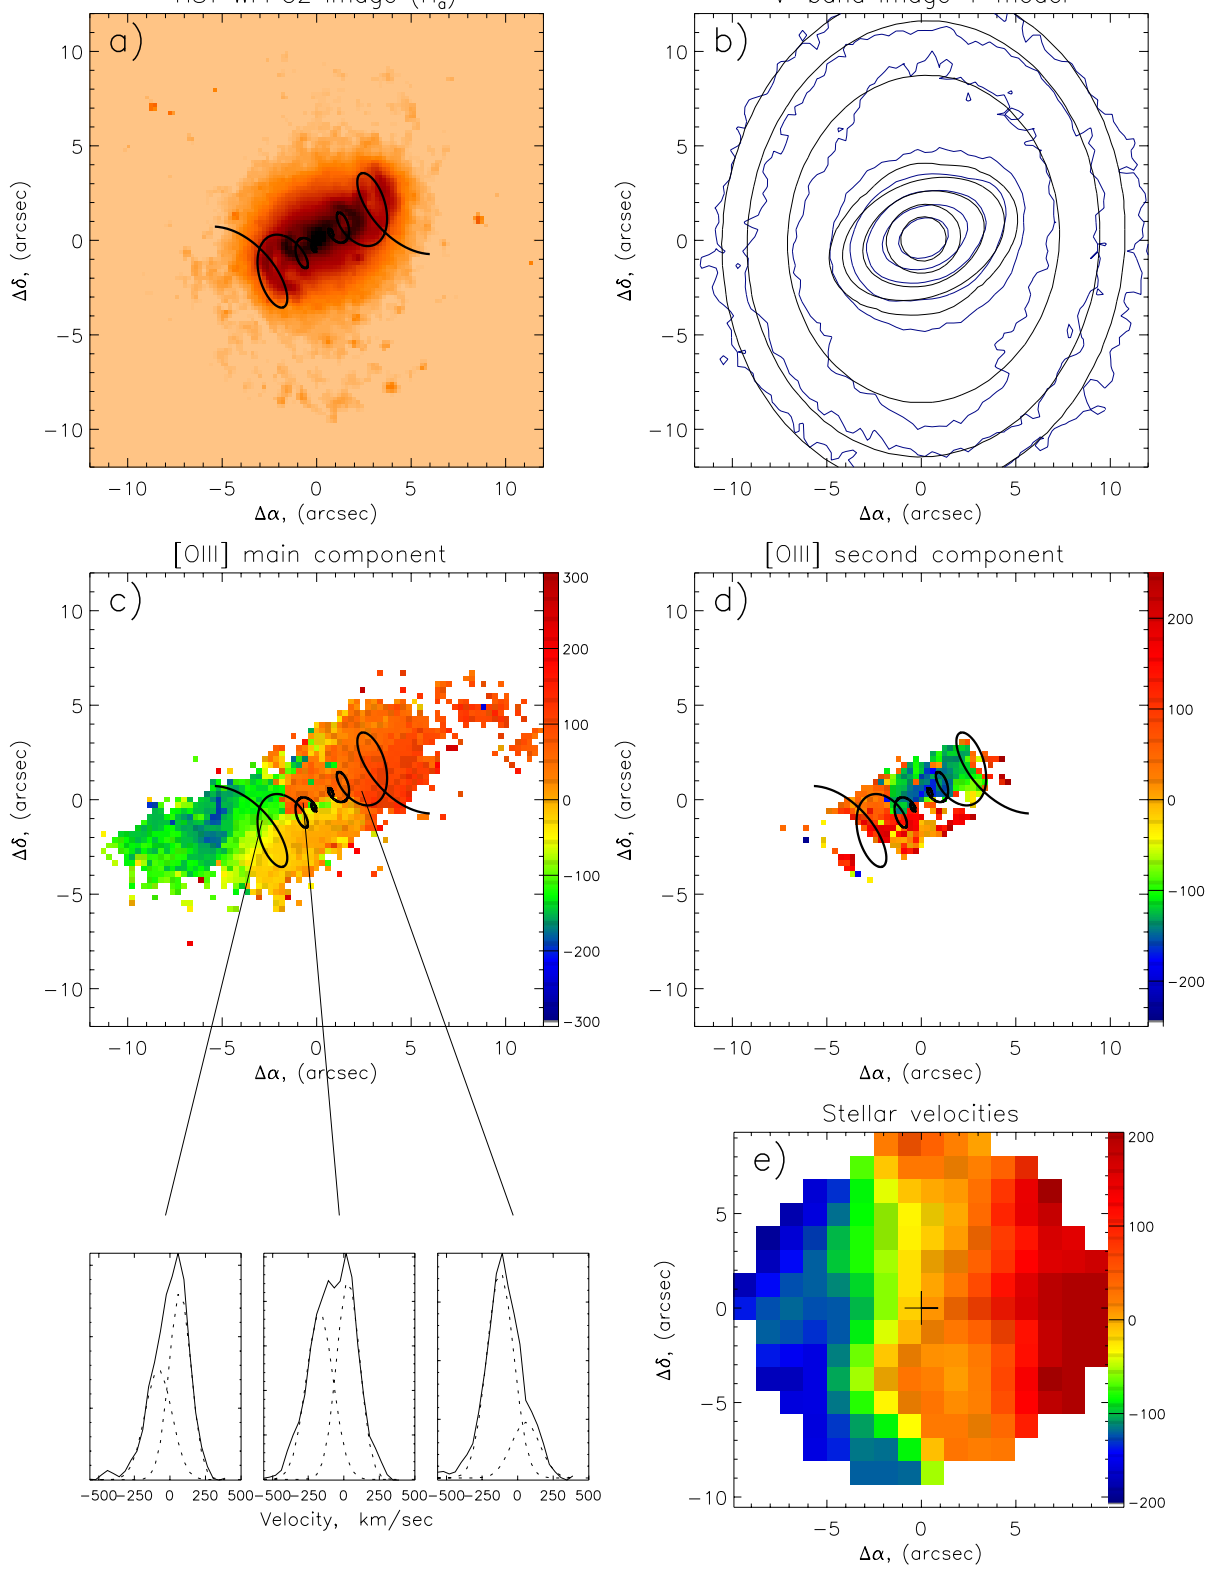 a)
10
5
0
−5
−10
Δδ, (arcsec)
−10 −5 0 5 10
Δα, (arcsec)
V−band image + model
b)
10
5
0
−5
−10
Δδ, (arcsec)
−10 −5 0 5 10
Δα, (arcsec)
[OIII] main component
c)
10
5
0
−5
−10
Δδ, (arcsec)
300
200
100
0
−100
−200
−300
−10 −5 0 5 10
Δα, (arcsec)
[OIII] second component
d)
10
5
0
−5
−10
Δδ, (arcsec)
200
100
0
−100
−200
−10 −5 0 5 10
Δα, (arcsec)
−500 −250 0 250 500 −500 −250 0 250 500 −500 −250 0 250 500
Velocity, km/sec
Stellar velocities
e)
5
0
−5
−10
Δδ, (arcsec)
200
100
0
−100
−200
−5 0 5
Δα, (arcsec)